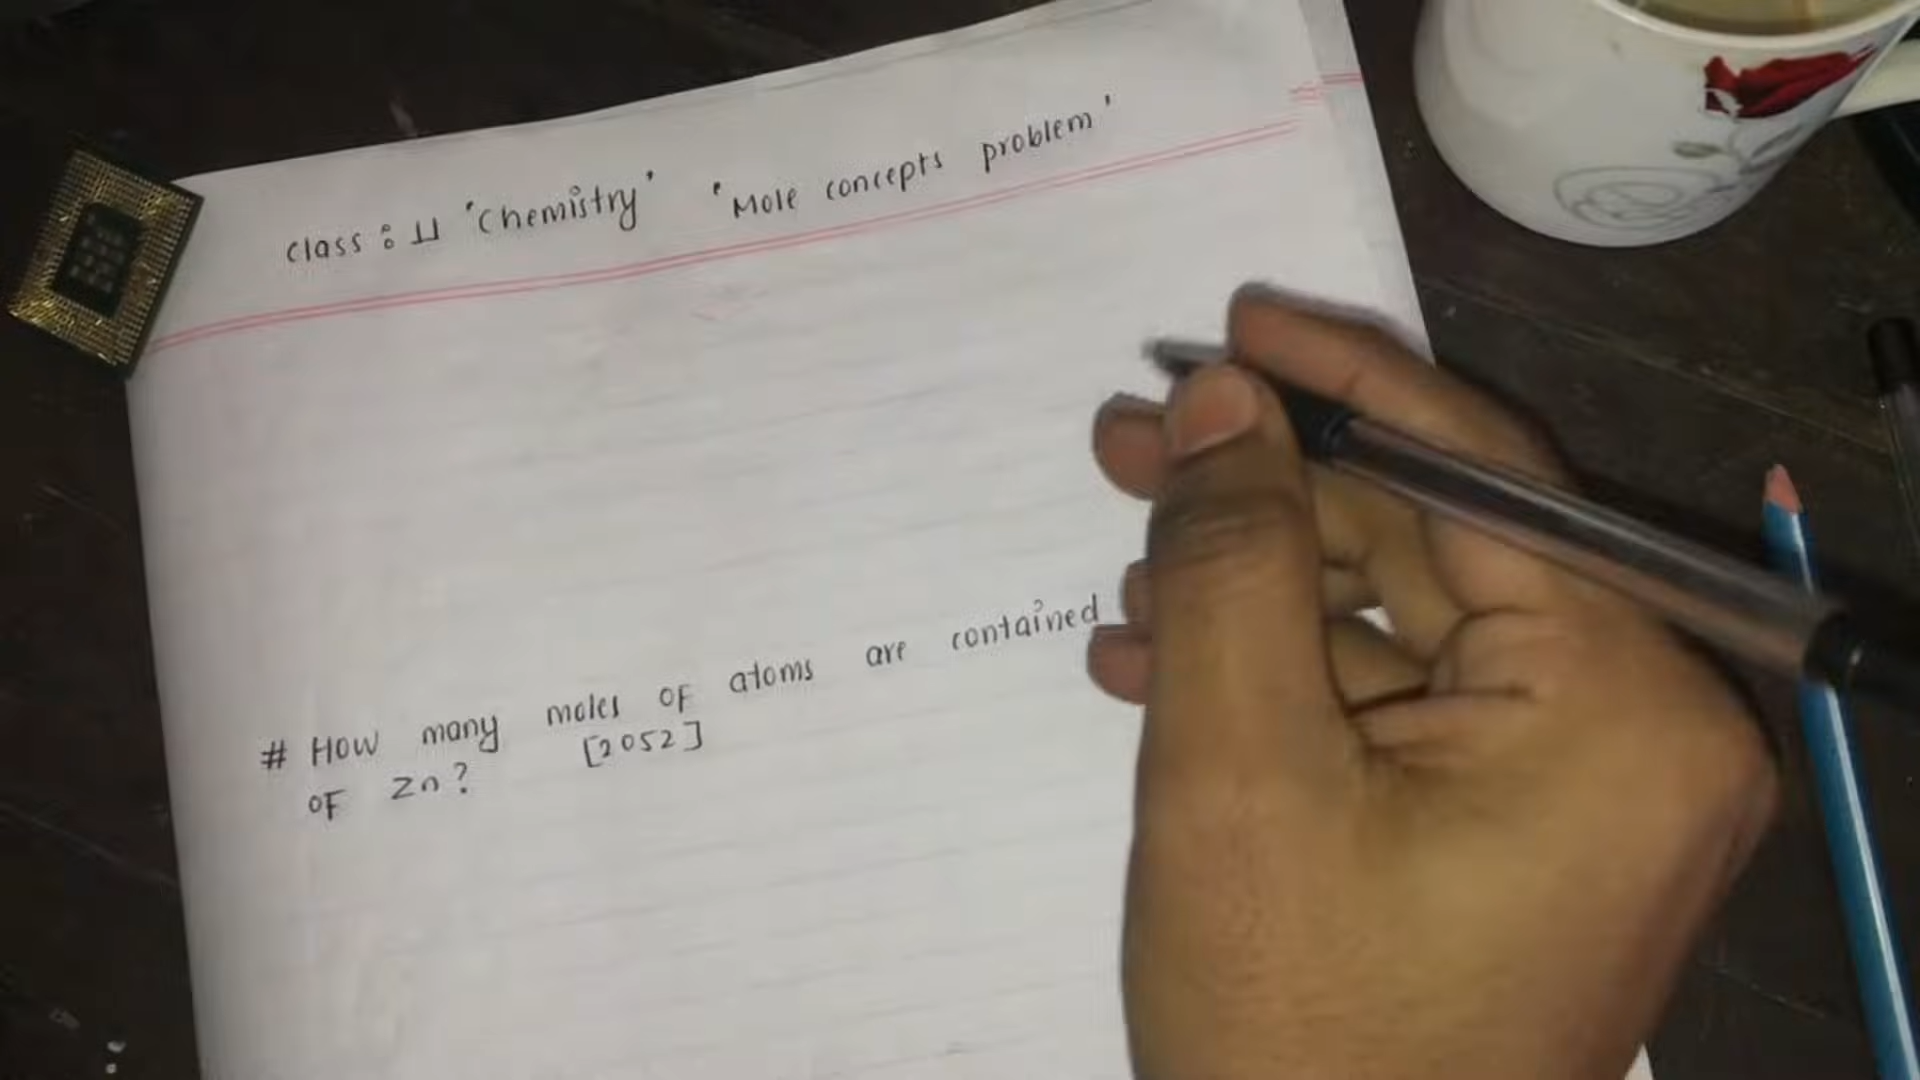 class : 11 'Chemistry' 'Mole concepts problem'
# How many moles of atoms are contained
of Zn? [2052]